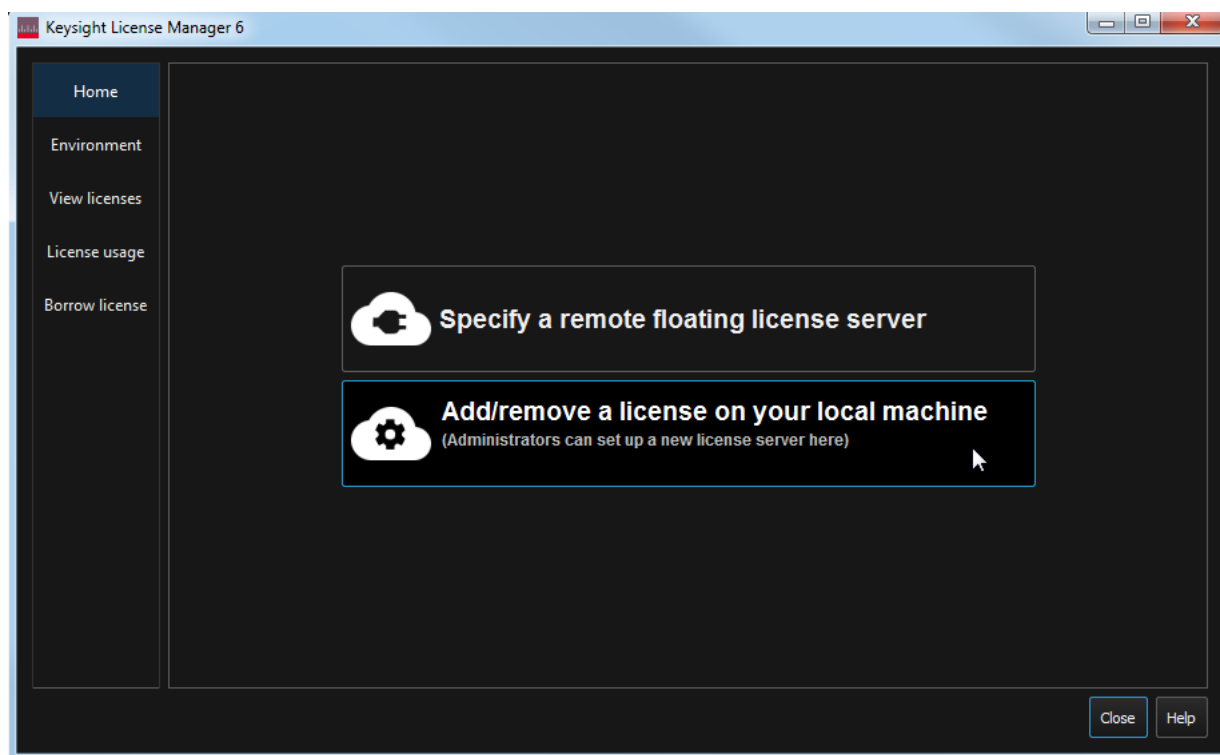 Keysight License Manager 6
Home
Environment
View licenses
License usage
Borrow license
Specify a remote floating license server
Add/remove a license on your local machine
(Administrators can set up a new license server here)
Close
Help